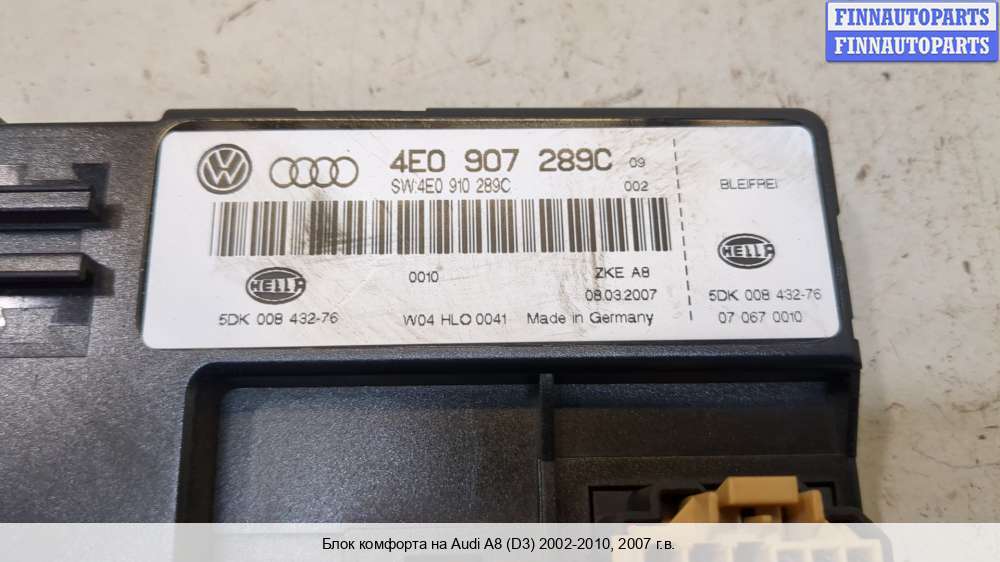 FINNAUTOPARTS
FINNAUTOPARTS
4E0 907 289C 09
SW:4E0 910 289C 002
BLEIFREI
0010 ZKE A8
HELLA 08.03.2007 HELLA
5DK 008 432-76 W04 HLO 0041 Made in Germany
5DK 008 432-76
07 067 0010
Блок комфорта на Audi A8 (D3) 2002-2010, 2007 г.в.